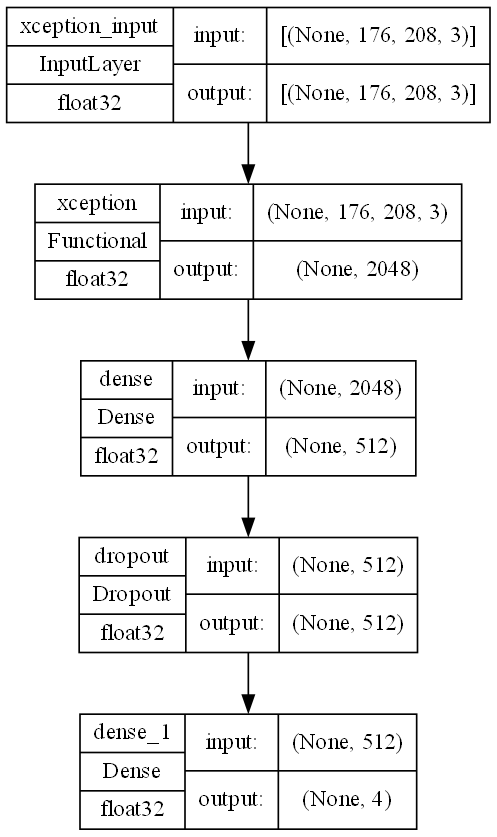 xception_input
InputLayer
float32
input:
[(None, 176, 208, 3)]
output:
[(None, 176, 208, 3)]
xception
Functional
float32
input:
(None, 176, 208, 3)
output:
(None, 2048)
dense
Dense
float32
input:
(None, 2048)
output:
(None, 512)
dropout
Dropout
float32
input:
(None, 512)
output:
(None, 512)
dense_1
Dense
float32
input:
(None, 512)
output:
(None, 4)